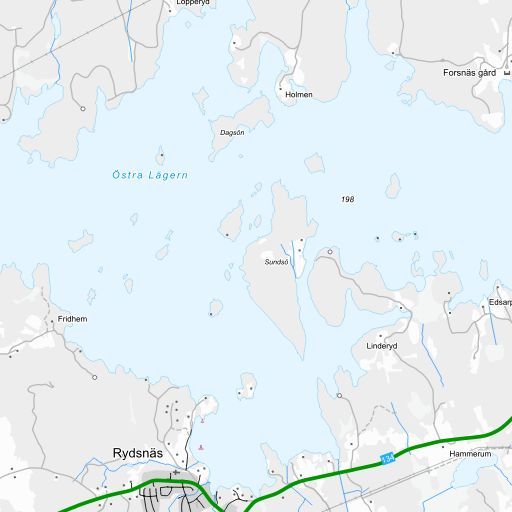 Lopperyd
Forsnäs gård
Holmen
Dagsön
Östra Lägern
198
Sundsö
Edsarp
Fridhem
Linderyd
Rydsnäs
134
Hammerum